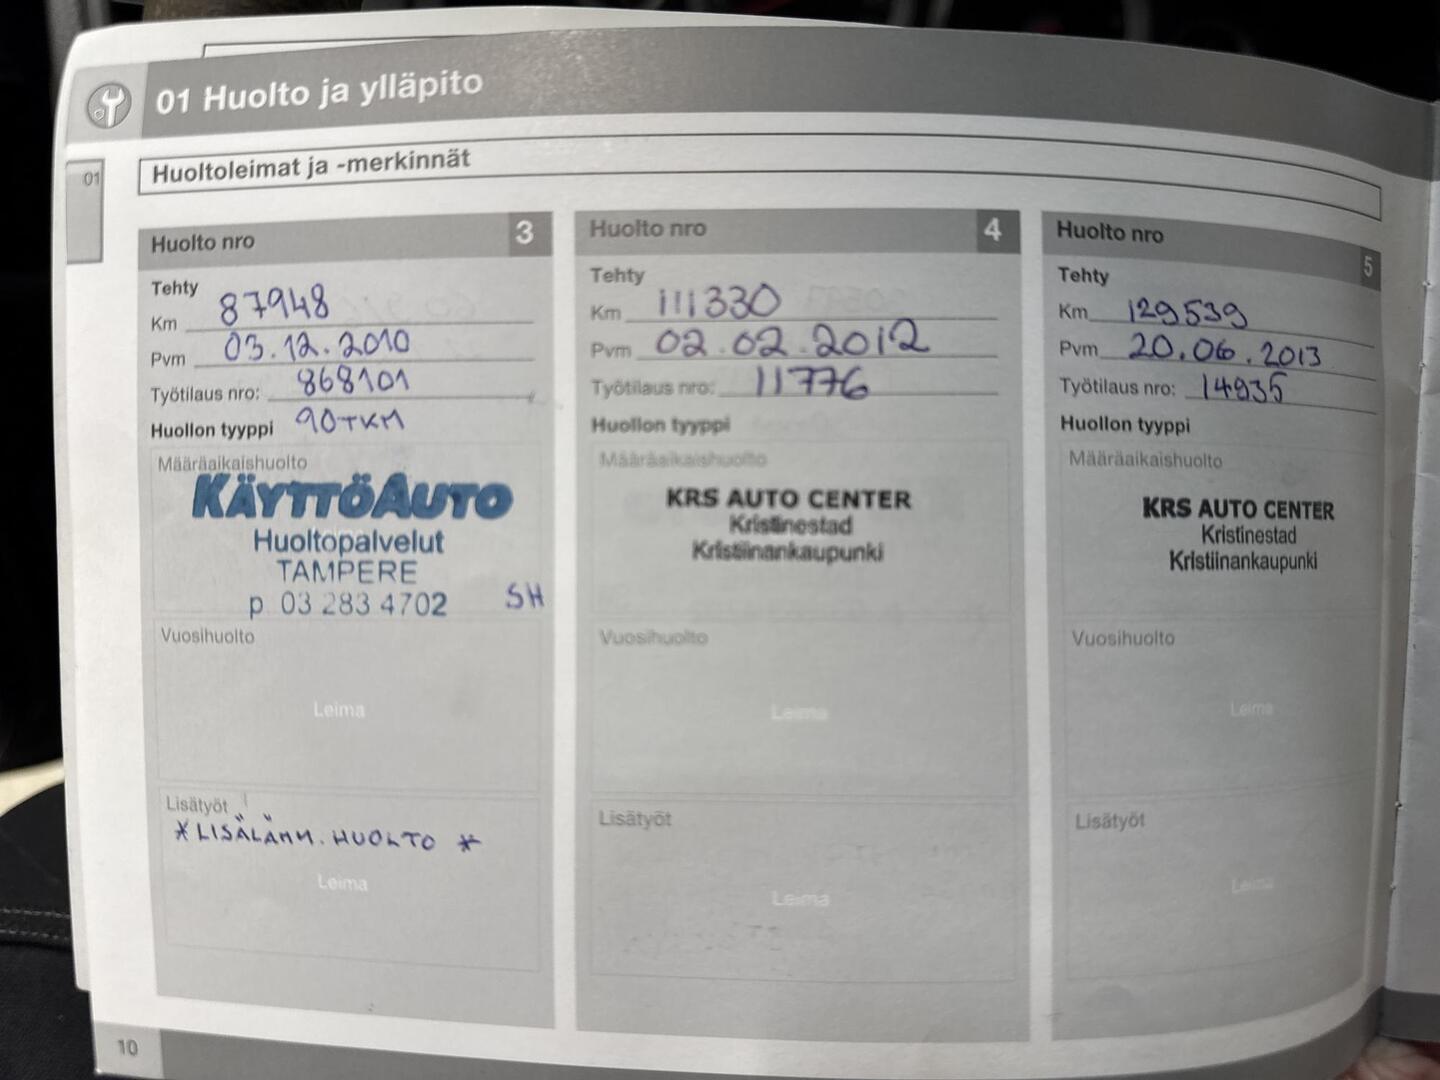 01 Huolto ja ylläpito
01
Huoltoleimat ja -merkinnät
Huolto nro 3
Tehty
Km 87948
Pvm 03.12.2010
Työtilaus nro: 868101
Huollon tyyppi 90TKM
Määräaikaishuolto
KÄYTTÖAUTO
Huoltopalvelut
TAMPERE
p 03 283 4702 SH
Vuosihuolto
Leima
Lisätyöt
*LISÄLÄMM. HUOLTO *
Leima
Huolto nro 4
Tehty
Km 111330
Pvm 02.02.2012
Työtilaus nro: 11776
Huollon tyyppi
Määräaikaishuolto
KRS AUTO CENTER
Kristinestad
Kristiinankaupunki
Vuosihuolto
Leima
Lisätyöt
Leima
Huolto nro 5
Tehty
Km 129539
Pvm 20.06.2013
Työtilaus nro: 14935
Huollon tyyppi
Määräaikaishuolto
KRS AUTO CENTER
Kristinestad
Kristiinankaupunki
Vuosihuolto
Leima
Lisätyöt
Leima
10